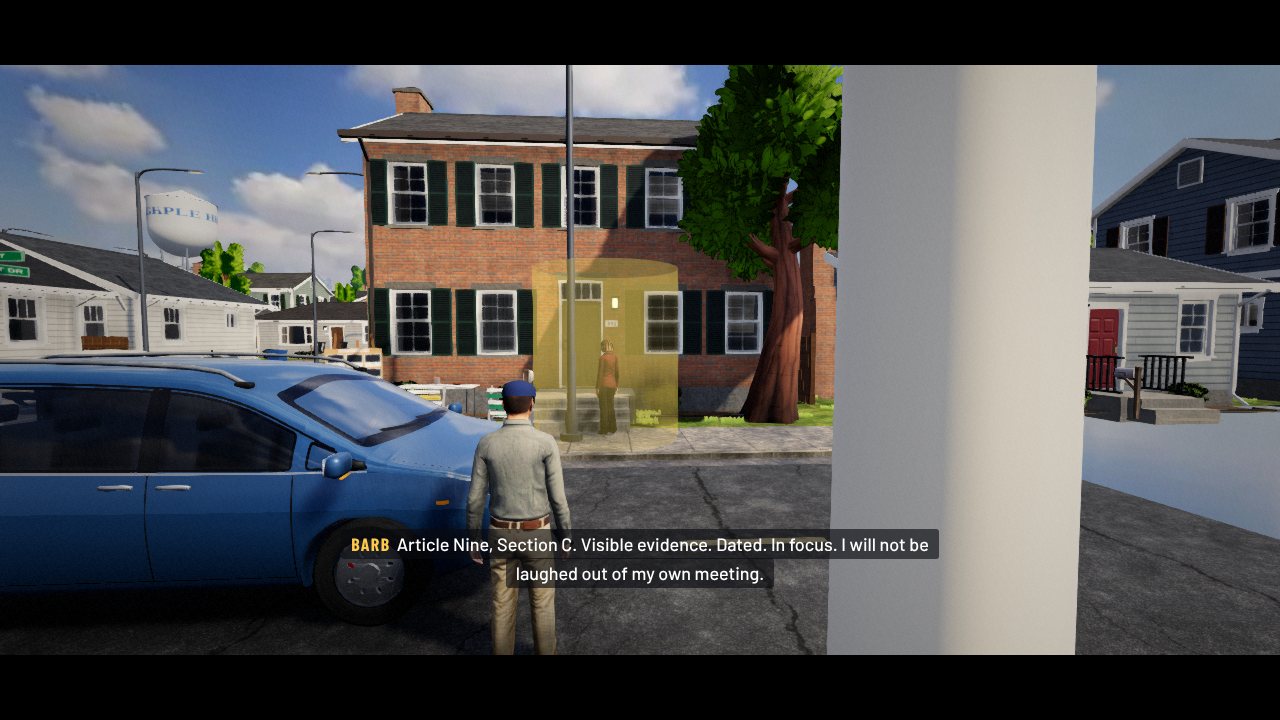 BARB Article Nine, Section C. Visible evidence. Dated. In focus. I will not be
laughed out of my own meeting.